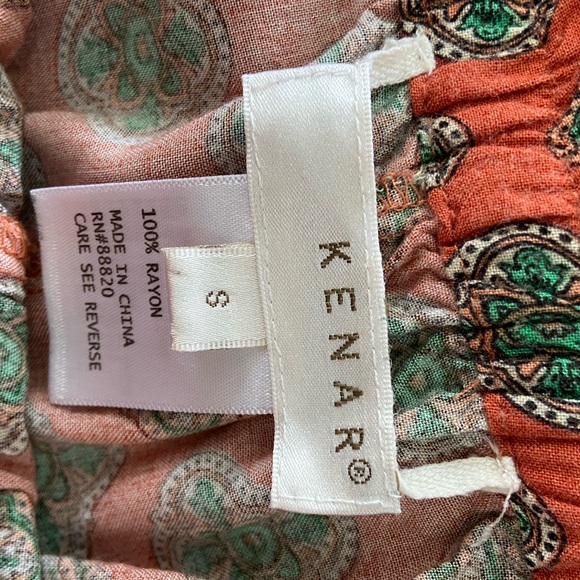 KENAR®
S
100% RAYON
MADE IN CHINA
RN#88820
CARE SEE REVERSE